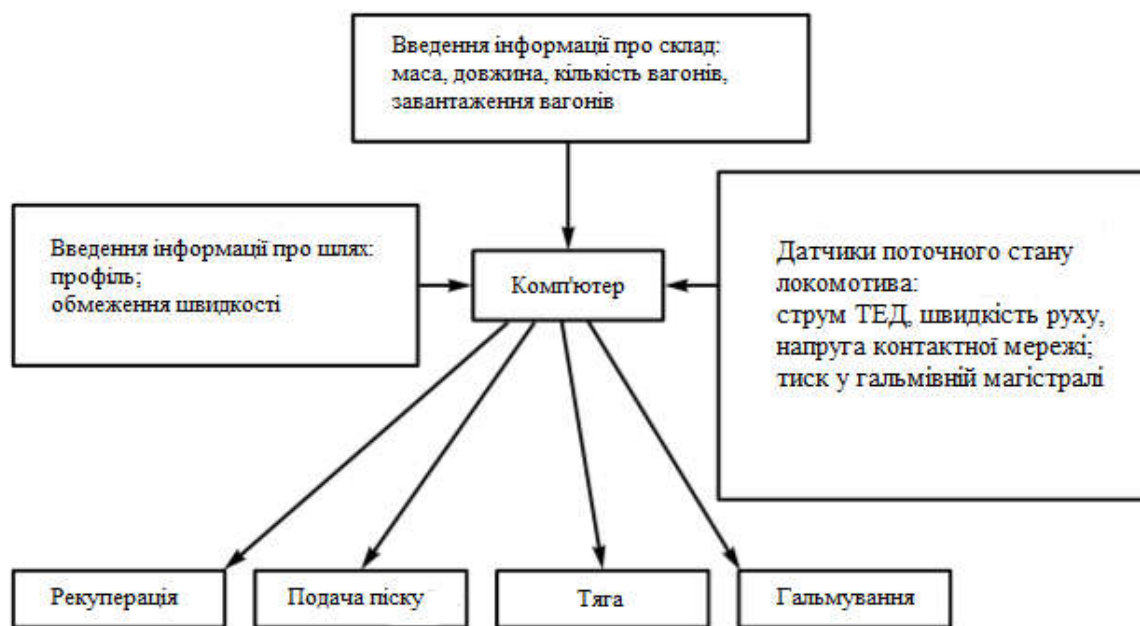 Введення інформації про склад:
маса, довжина, кількість вагонів,
завантаження вагонів
Введення інформації про шлях:
профіль;
обмеження швидкості
Комп'ютер
Датчики поточного стану
локомотива:
струм ТЕД, швидкість руху,
напруга контактної мережі;
тиск у гальмівній магістралі
Рекуперація
Подача піску
Тяга
Гальмування